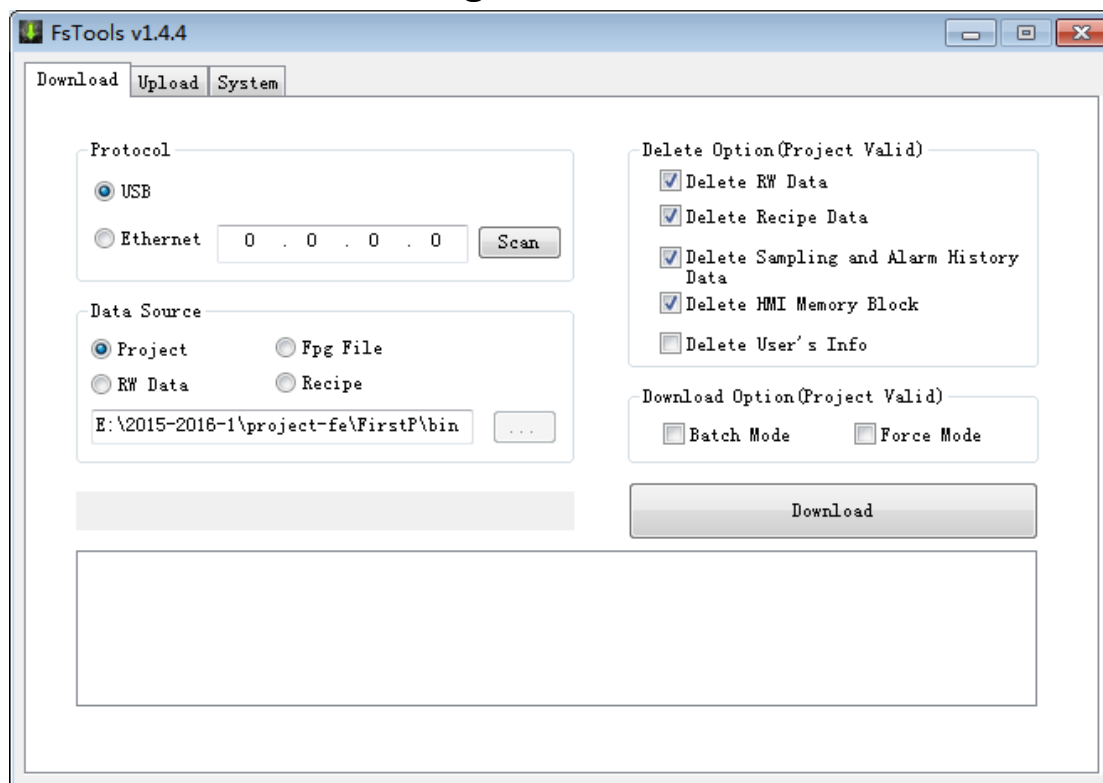 FsTools v1.4.4
Download Upload System
Protocol
USB
Ethernet 0 . 0 . 0 . 0 Scan
Data Source
Project Fpg File
RW Data Recipe
E:\2015-2016-1\project-fe\FirstP\bin ...
Delete Option(Project Valid)
Delete RW Data
Delete Recipe Data
Delete Sampling and Alarm History
Data
Delete HMI Memory Block
Delete User's Info
Download Option(Project Valid)
Batch Mode Force Mode
Download